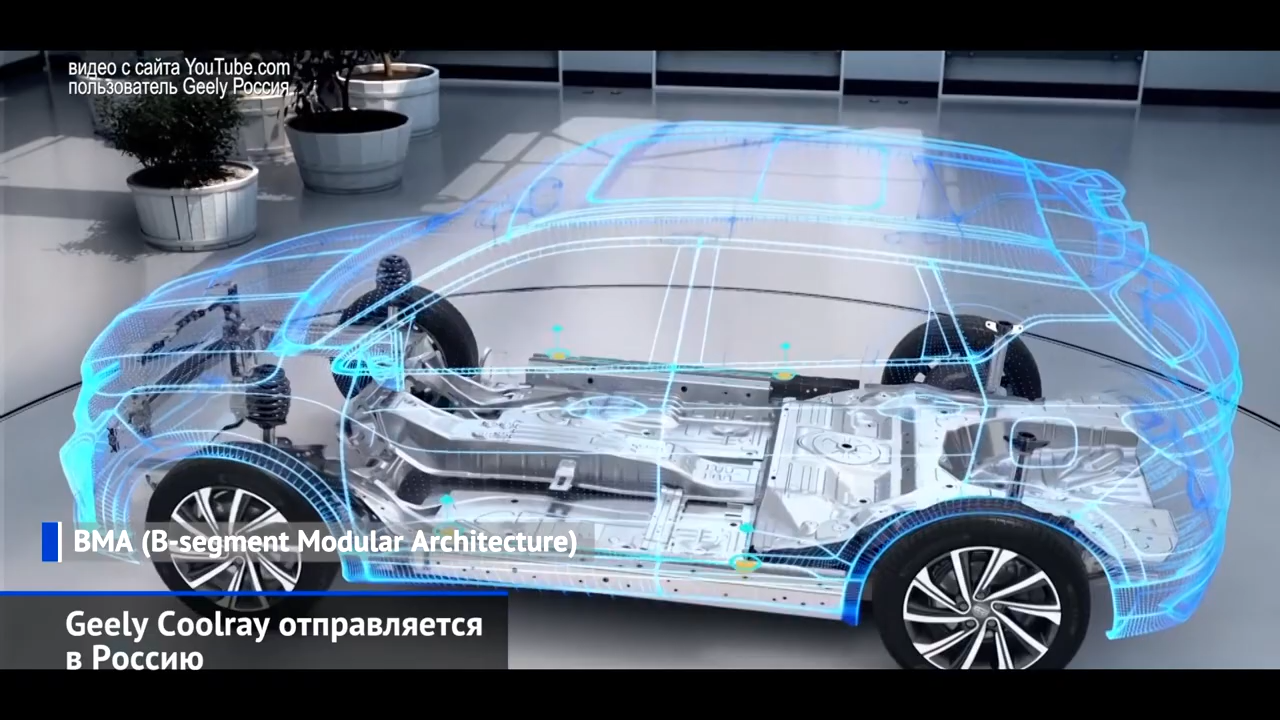 видео с сайта YouTube.com
пользователь Geely Россия...
BMA (B-segment Modular Architecture)
Geely Coolray отправляется
в Россию